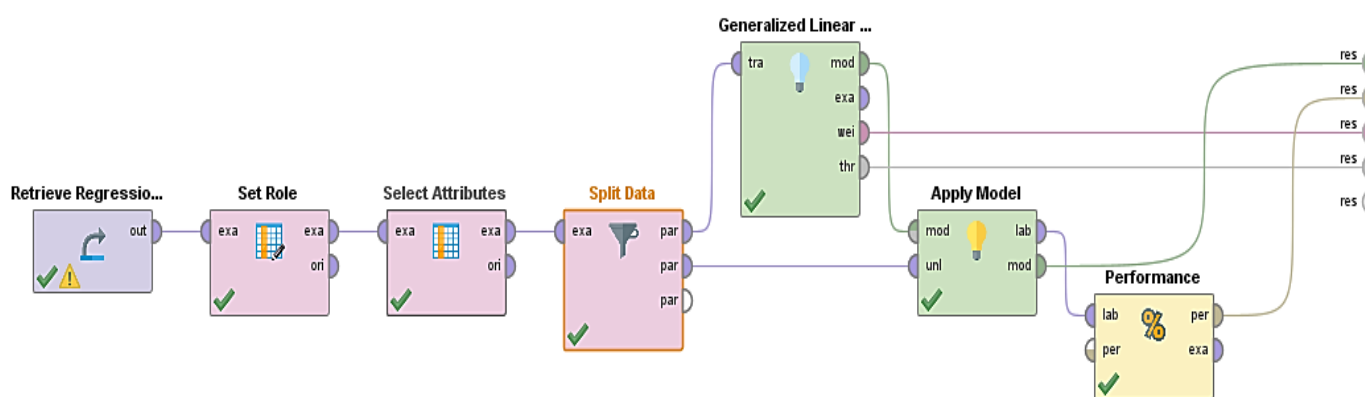 Generalized Linear ...
tra
mod
exa
wei
thr
res
res
res
res
res
Retrieve Regressio...
out
Set Role
exa
exa
ori
Select Attributes
exa
exa
ori
Split Data
exa
par
par
par
Apply Model
mod
unl
lab
mod
Performance
lab
per
%
per
exa